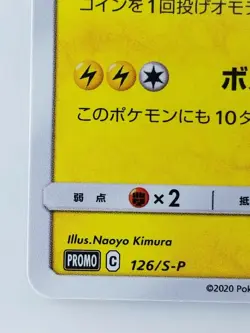 コインを1回投げオモテ
ボ
このポケモンにも10ダ
弱点 ×2 抵
Illus.Naoyo Kimura
PROMO C 126/S-P
©2020 Pok